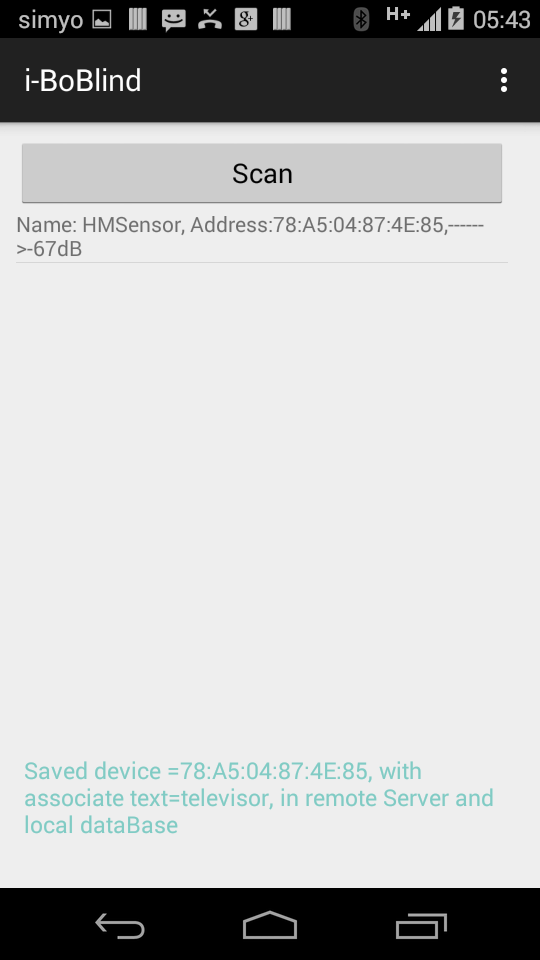 simyo H+ 05:43
i-BoBlind
Scan
Name: HMSensor, Address:78:A5:04:87:4E:85,------
>-67dB
Saved device =78:A5:04:87:4E:85, with
associate text=televisor, in remote Server and
local dataBase